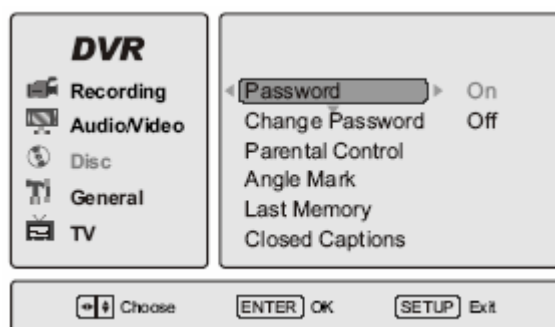 DVR
Recording
Audio/Video
Disc
General
TV
Password On
Change Password Off
Parental Control
Angle Mark
Last Memory
Closed Captions
Choose ENTER OK SETUP Exit